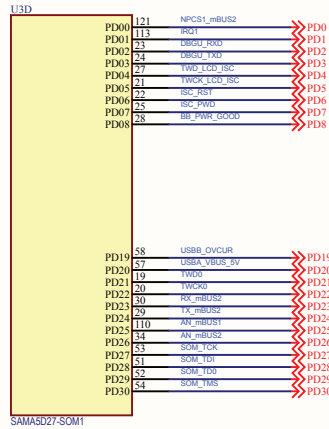 U3D
PD00 121 NPCS1_mBUS2 PD0
PD01 113 IRQ1 PD1
PD02 23 DBGU_RXD PD2
PD03 24 DBGU_TXD PD3
PD04 27 TWD_LCD_ISC PD4
PD05 21 TWCK_LCD_ISC PD5
PD06 22 ISC_RST PD6
PD07 25 ISC_PWD PD7
PD08 28 BB_PWR_GOOD PD8
PD19 58 USBB_OVCUR PD19
PD20 57 USBA_VBUS_5V PD20
PD21 19 TWD0 PD21
PD22 20 TWCK0 PD22
PD23 30 RX_mBUS2 PD23
PD24 29 TX_mBUS2 PD24
PD25 110 AN_mBUS1 PD25
PD26 34 AN_mBUS2 PD26
PD27 53 SOM_TCK PD27
PD28 51 SOM_TDI PD28
PD29 52 SOM_TD0 PD29
PD30 54 SOM_TMS PD30
SAMA5D27-SOM1